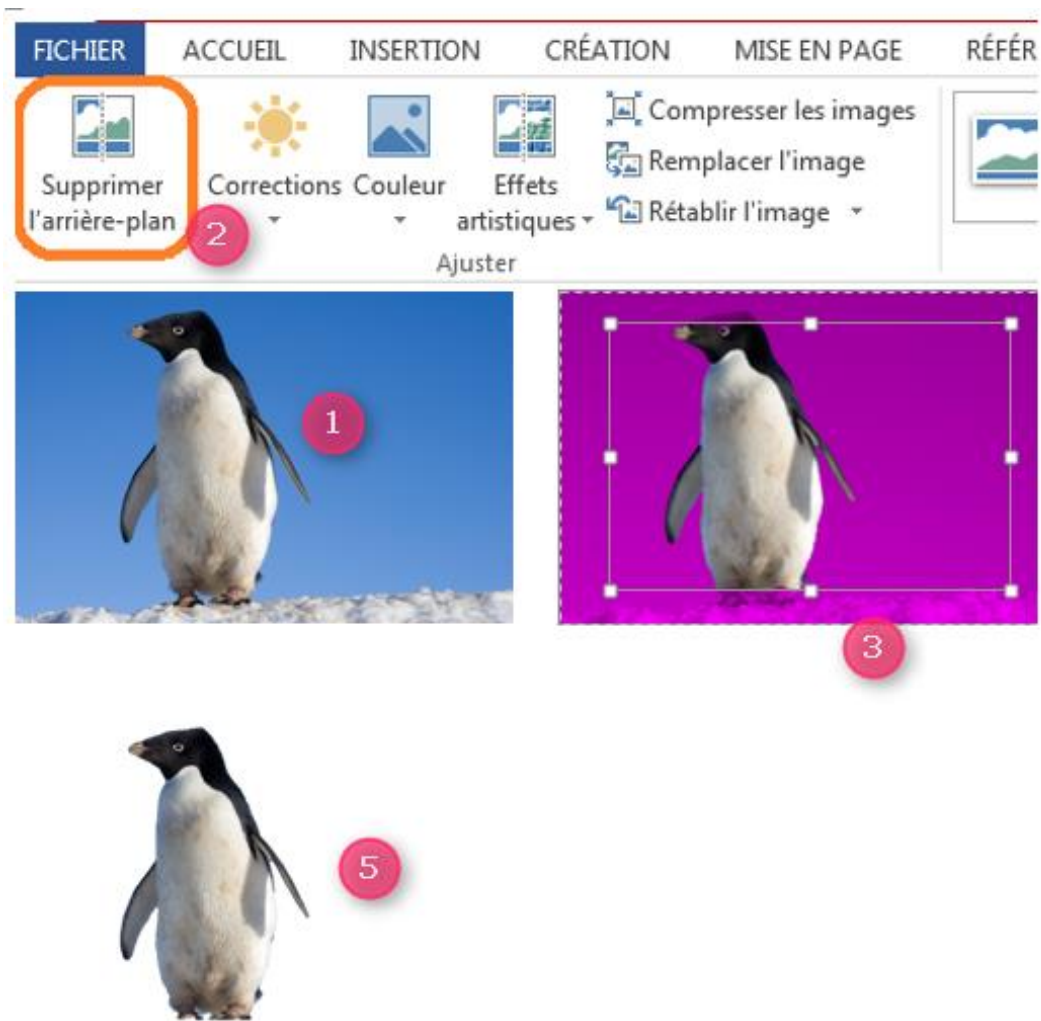 FICHIER ACCUEIL INSERTION CRÉATION MISE EN PAGE RÉFÉR
Compresser les images
Remplacer l'image
Supprimer Corrections Couleur Effets
l'arrière-plan artistiques Rétablir l'image
2
Ajuster
1
3
5